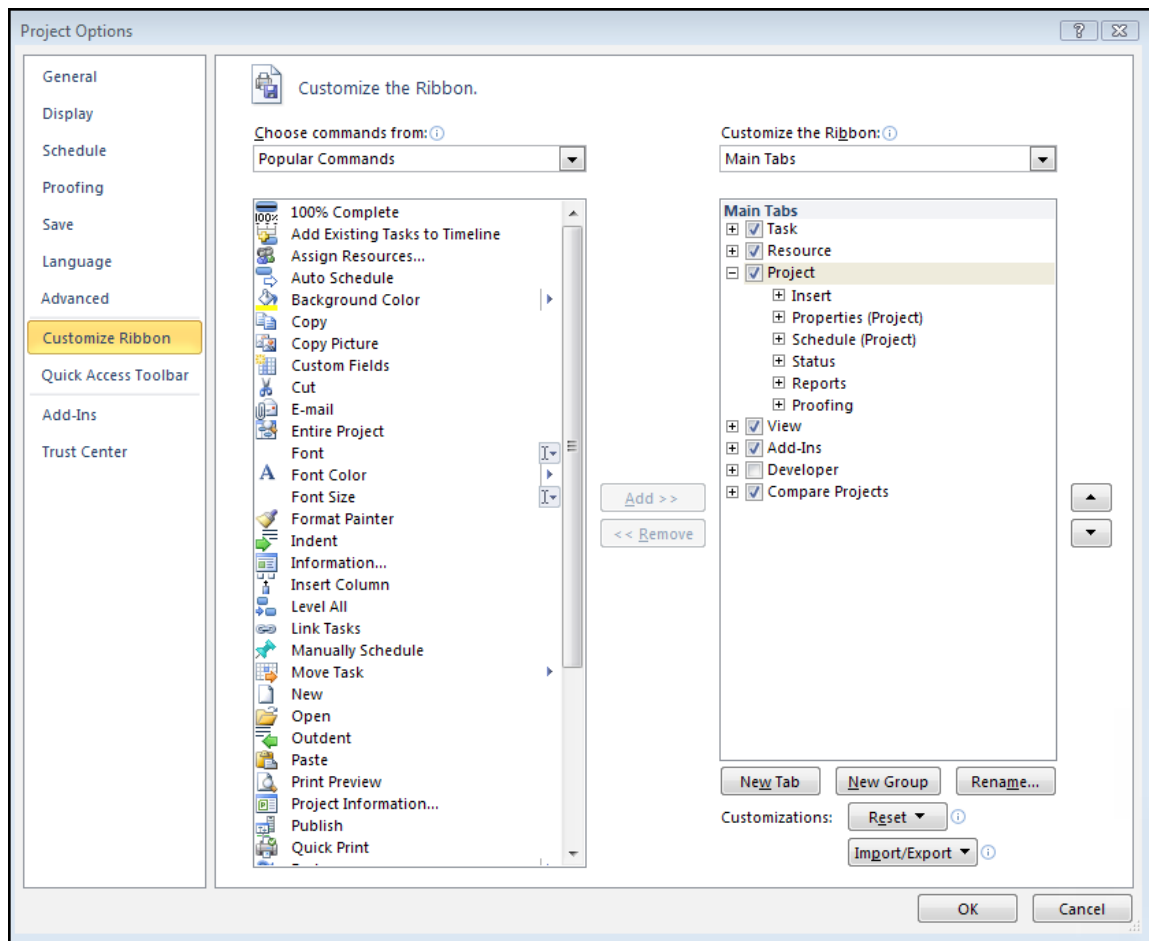 Project Options
General
Display
Schedule
Proofing
Save
Language
Advanced
Customize Ribbon
Quick Access Toolbar
Add-Ins
Trust Center
Customize the Ribbon.
Choose commands from:
Popular Commands
100% Complete
Add Existing Tasks to Timeline
Assign Resources...
Auto Schedule
Background Color
Copy
Copy Picture
Custom Fields
Cut
E-mail
Entire Project
Font
Font Color
Font Size
Format Painter
Indent
Information...
Insert Column
Level All
Link Tasks
Manually Schedule
Move Task
New
Open
Outdent
Paste
Print Preview
Project Information...
Publish
Quick Print
Add >>
<< Remove
Customize the Ribbon:
Main Tabs
Main Tabs
Task
Resource
Project
Insert
Properties (Project)
Schedule (Project)
Status
Reports
Proofing
View
Add-Ins
Developer
Compare Projects
New Tab
New Group
Rename...
Customizations:
Reset
Import/Export
OK
Cancel